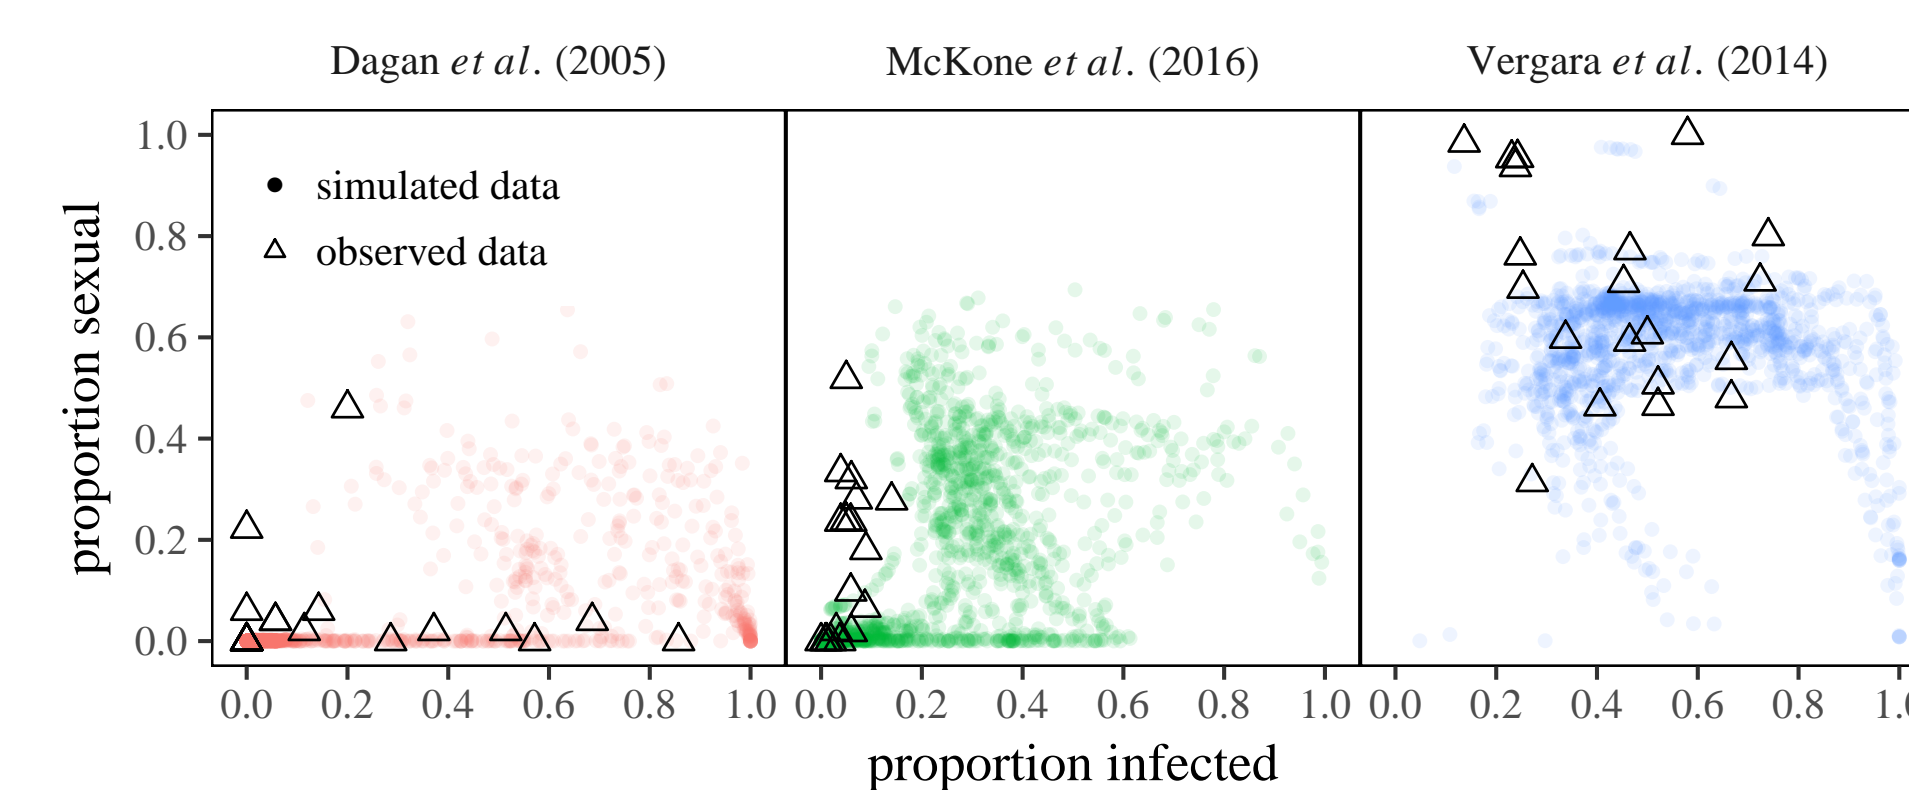 Dagan et al. (2005)
McKone et al. (2016)
Vergara et al. (2014)
proportion sexual
1.0
0.8
0.6
0.4
0.2
0.0
simulated data
observed data
0.0 0.2 0.4 0.6 0.8 1.0
0.0 0.2 0.4 0.6 0.8 1.0
0.0 0.2 0.4 0.6 0.8
proportion infected